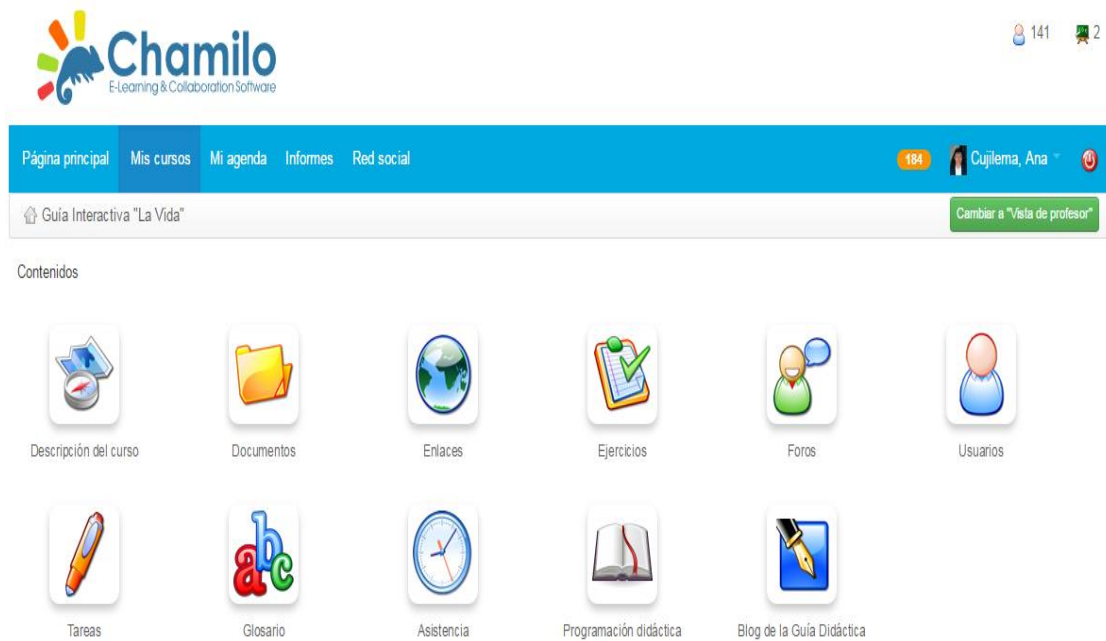 Chamilo
E-Learning & Collaboration Software
141 2
Página principal Mis cursos Mi agenda Informes Red social 184 Cujilema, Ana
Guía Interactiva "La Vida" Cambiar a "Vista de profesor"
Contenidos
Descripción del curso Documentos Enlaces Ejercicios Foros Usuarios
abc
Tareas Glosario Asistencia Programación didáctica Blog de la Guía Didáctica